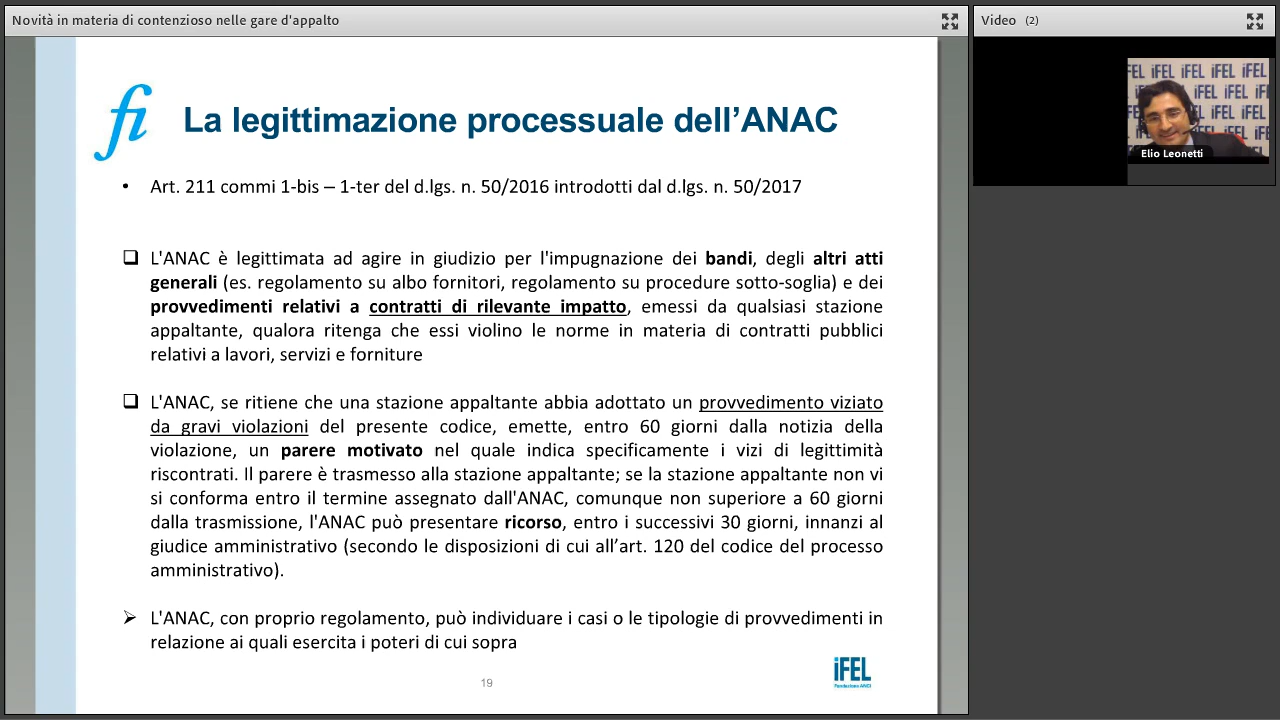 Novità in materia di contenzioso nelle gare d'appalto
Video (2)
fi
La legittimazione processuale dell’ANAC
• Art. 211 commi 1-bis – 1-ter del d.lgs. n. 50/2016 introdotti dal d.lgs. n. 50/2017
❑ L'ANAC è legittimata ad agire in giudizio per l'impugnazione dei bandi, degli altri atti
generali (es. regolamento su albo fornitori, regolamento su procedure sotto-soglia) e dei
provvedimenti relativi a contratti di rilevante impatto, emessi da qualsiasi stazione
appaltante, qualora ritenga che essi violino le norme in materia di contratti pubblici
relativi a lavori, servizi e forniture
❑ L'ANAC, se ritiene che una stazione appaltante abbia adottato un provvedimento viziato
da gravi violazioni del presente codice, emette, entro 60 giorni dalla notizia della
violazione, un parere motivato nel quale indica specificamente i vizi di legittimità
riscontrati. Il parere è trasmesso alla stazione appaltante; se la stazione appaltante non vi
si conforma entro il termine assegnato dall'ANAC, comunque non superiore a 60 giorni
dalla trasmissione, l'ANAC può presentare ricorso, entro i successivi 30 giorni, innanzi al
giudice amministrativo (secondo le disposizioni di cui all’art. 120 del codice del processo
amministrativo).
➢ L'ANAC, con proprio regolamento, può individuare i casi o le tipologie di provvedimenti in
relazione ai quali esercita i poteri di cui sopra
19
iFEL
Fondazione ANCI
iFEL iFEL iFEL iFEL
Elio Leonetti